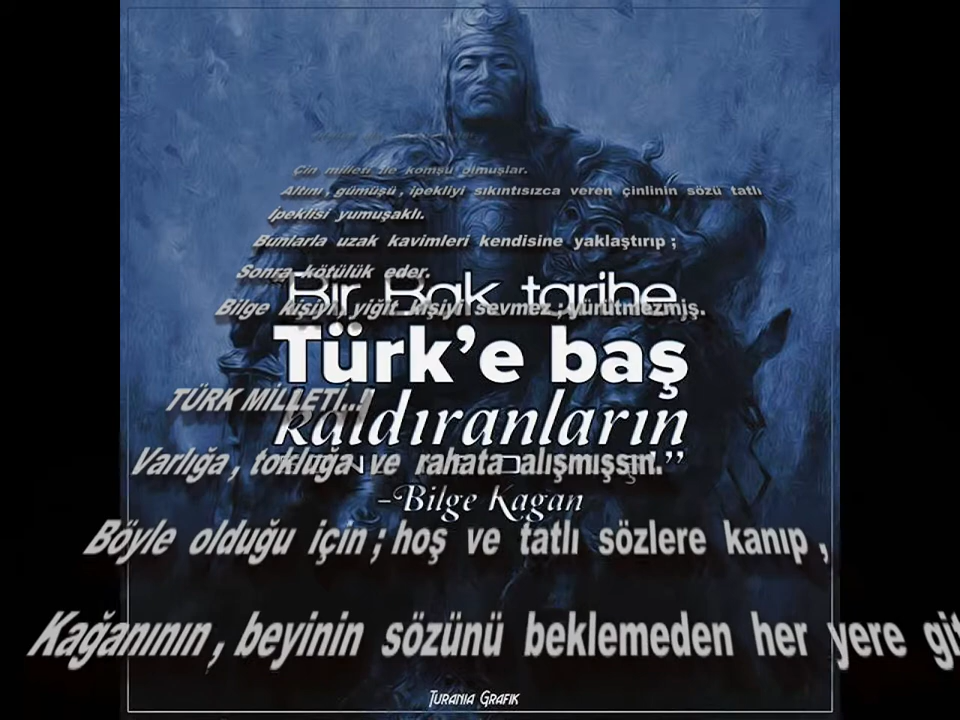 Çin milleti ile komşu olmuşlar.
Altını , gümüşü , ipekliyi sıkıntısızca veren çinlinin sözü tatlı
İpeklisi yumuşaklı.
Bunlarla uzak kavimleri kendisine yaklaştırıp ;
Sonra kötülük eder.
Bir Bak tarihe,
Bilge kişiyi, yiğit kişiyi sevmez ; yürütmezmiş.
Türk'e baş
TÜRK MİLLETİ..!
kaldıranların
Varlığa , tokluğa ve rahata alışmışsın.
”
-Bilge Kagan
Böyle olduğu için ; hoş ve tatlı sözlere kanıp ,
Kağanının , beyinin sözünü beklemeden her yere git
Turania Grafik